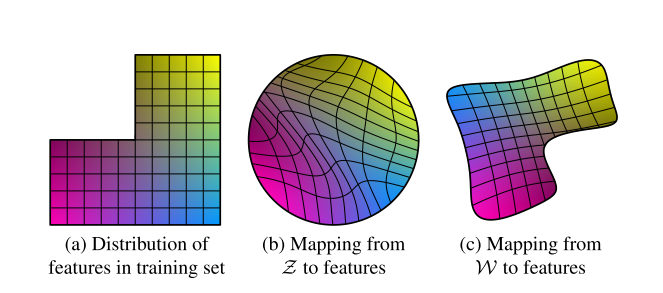 (a) Distribution of
features in training set
(b) Mapping from
𝒵 to features
(c) Mapping from
𝒲 to features